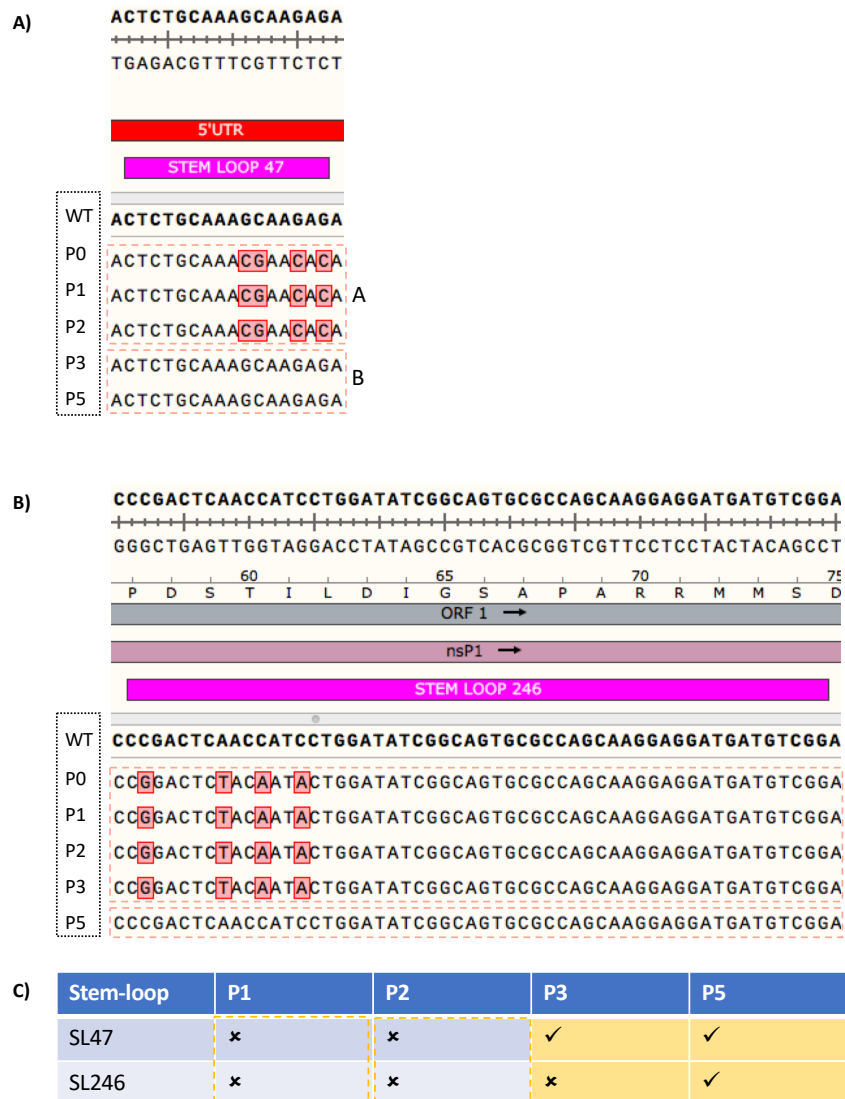 A)
ACTCTGCAAAGCAAGAGA
TGAGACGTTTCGTTCTCT
5'UTR
STEM LOOP 47
WT ACTCTGCAAAGCAAGAGA
P0 ACTCTGCAAACGAACACA
P1 ACTCTGCAAACGAACACA A
P2 ACTCTGCAAACGAACACA
P3 ACTCTGCAAAGCAAGAGA B
P5 ACTCTGCAAAGCAAGAGA
B)
CCCGACTCAACCATCCTGGATATCGGCAGTGCGCCAGCAAGGAGGATGATGTCGGA
GGGCTGAGTTGGTAGGACCTATAGCCGTCACGCGGTCGTTCCTCCTACTACAGCCT
60 65 70 75
P D S T I L D I G S A P A R R M M S D
ORF 1
nsP1
STEM LOOP 246
WT CCCGACTCAACCATCCTGGATATCGGCAGTGCGCCAGCAAGGAGGATGATGTCGGA
P0 CCGGACTCTACAATACTGGATATCGGCAGTGCGCCAGCAAGGAGGATGATGTCGGA
P1 CCGGACTCTACAATACTGGATATCGGCAGTGCGCCAGCAAGGAGGATGATGTCGGA
P2 CCGGACTCTACAATACTGGATATCGGCAGTGCGCCAGCAAGGAGGATGATGTCGGA
P3 CCGGACTCTACAATACTGGATATCGGCAGTGCGCCAGCAAGGAGGATGATGTCGGA
P5 CCCGACTCAACCATCCTGGATATCGGCAGTGCGCCAGCAAGGAGGATGATGTCGGA
C)
Stem-loop P1 P2 P3 P5
SL47 × × ✓ ✓
SL246 × × × ✓